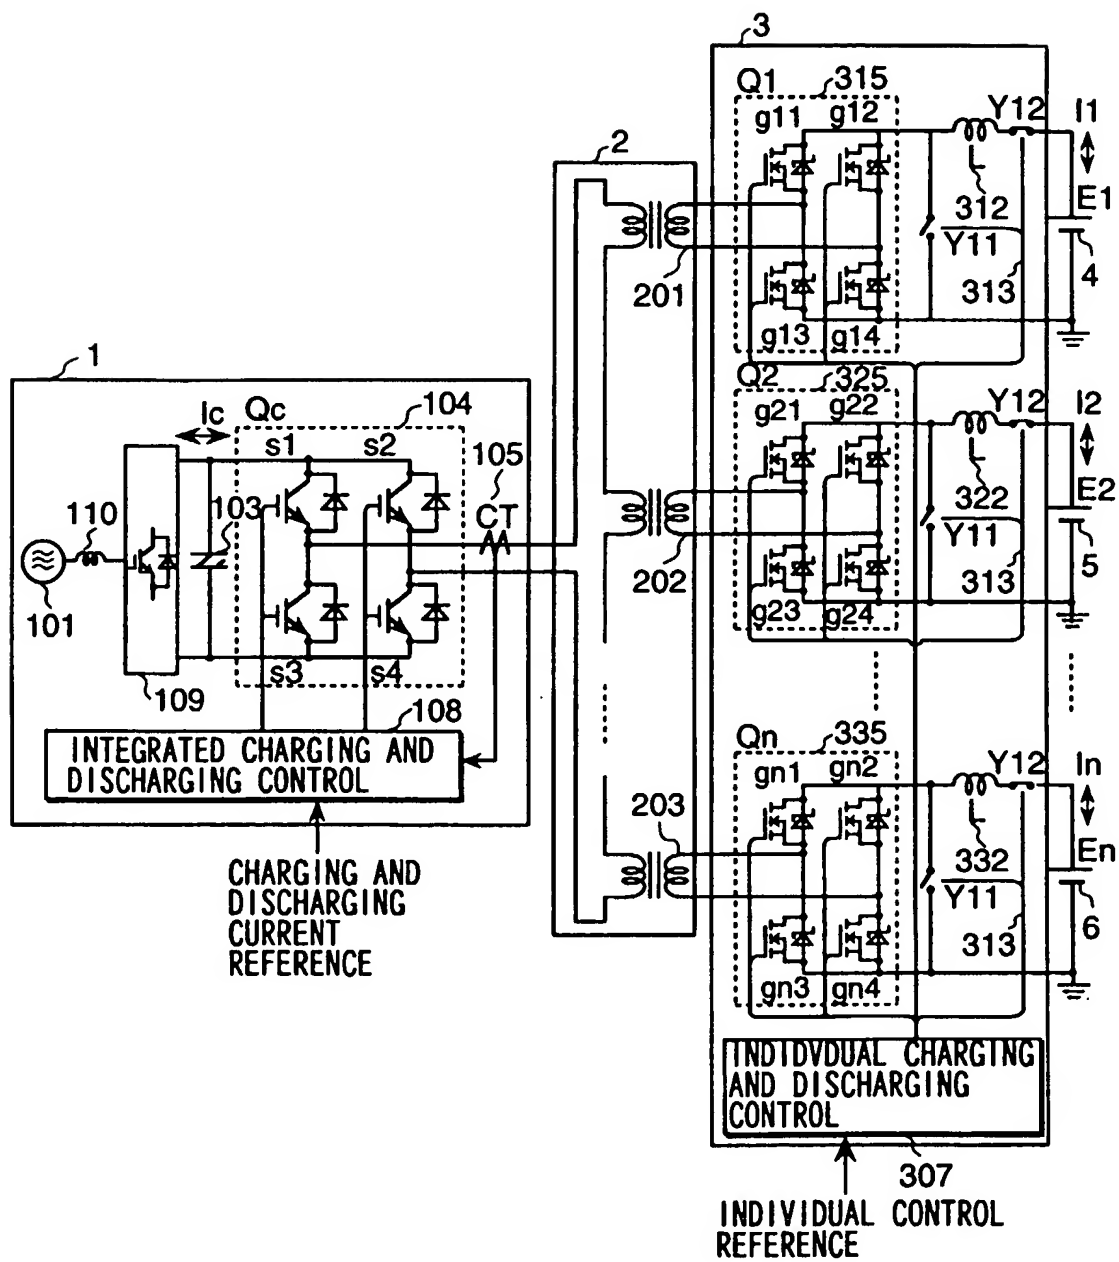 3
Q1
315
g11
g12
Y12
I1
312
E1
Y11
313
4
g13
g14
2
201
1
Ic
Qc
104
s1
s2
105
CT
110
103
101
109
s3
s4
108
INTEGRATED CHARGING AND
DISCHARGING CONTROL
CHARGING AND
DISCHARGING
CURRENT
REFERENCE
202
203
Q2
325
g21
g22
Y12
I2
322
E2
Y11
313
5
g23
g24
Qn
335
gn1
gn2
Y12
In
332
En
Y11
313
6
gn3
gn4
INDIDVDUAL CHARGING
AND DISCHARGING
CONTROL
307
INDIVIDUAL CONTROL
REFERENCE